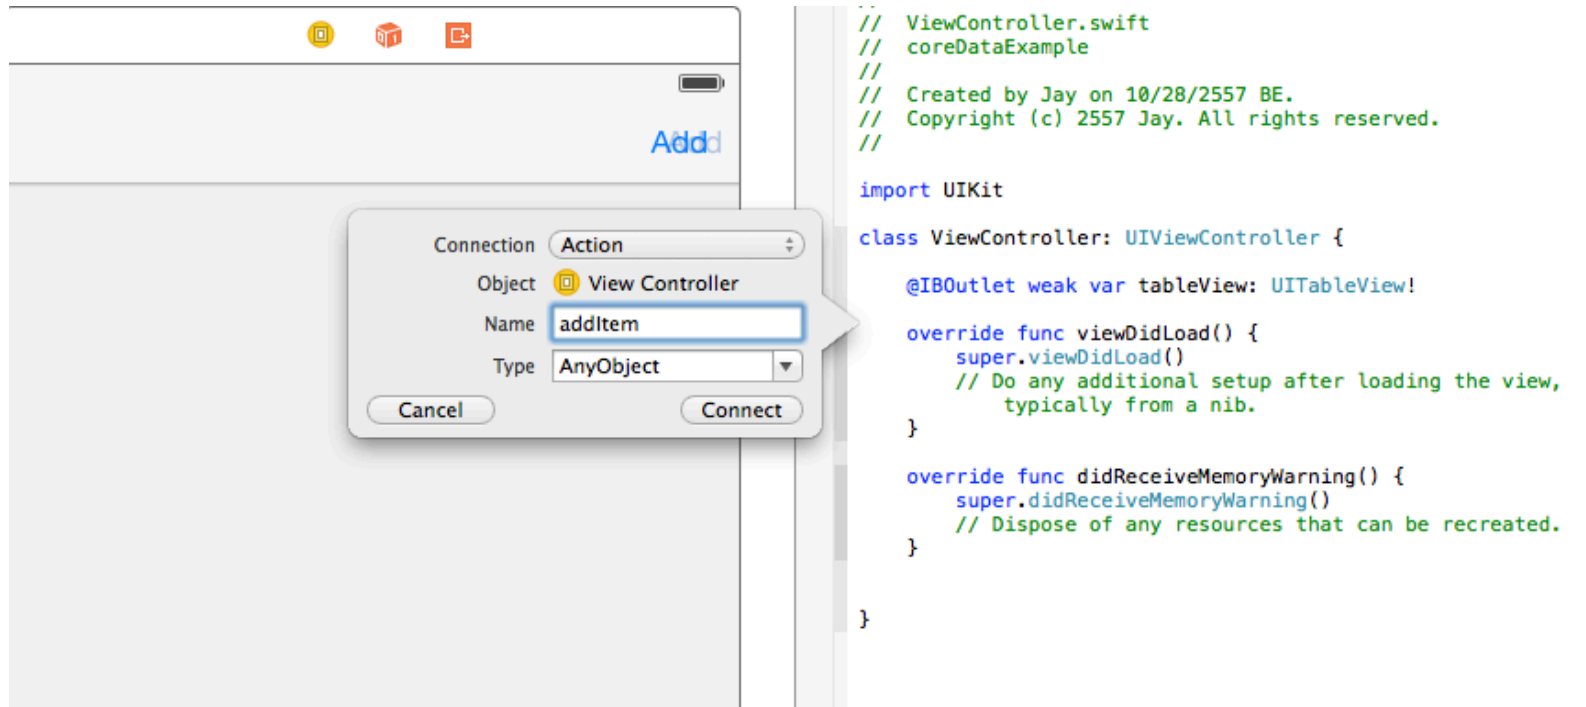 Add
Connection Action
Object View Controller
Name addItem
Type AnyObject
Cancel Connect
//
// ViewController.swift
// coreDataExample
//
// Created by Jay on 10/28/2557 BE.
// Copyright (c) 2557 Jay. All rights reserved.
//
import UIKit
class ViewController: UIViewController {
@IBOutlet weak var tableView: UITableView!
override func viewDidLoad() {
super.viewDidLoad()
// Do any additional setup after loading the view,
typically from a nib.
}
override func didReceiveMemoryWarning() {
super.didReceiveMemoryWarning()
// Dispose of any resources that can be recreated.
}
}